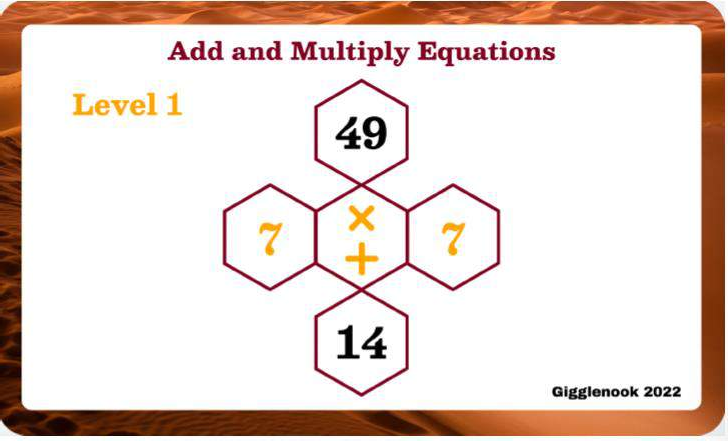 Add and Multiply Equations
Level 1
49
7 × 7
+
14
Gigglenook 2022